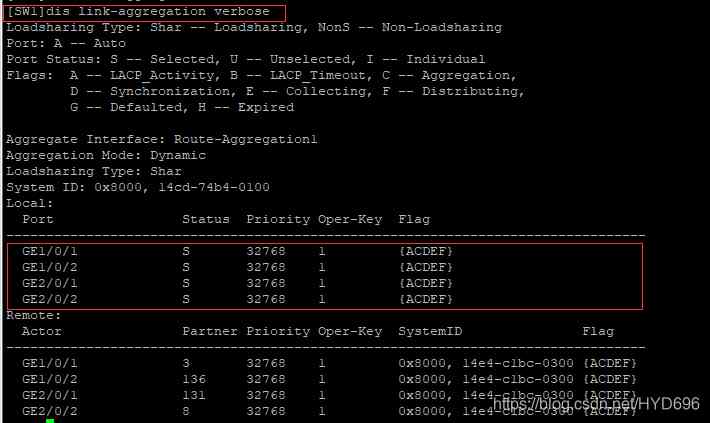 [SW1]dis link-aggregation verbose
Loadsharing Type: Shar -- Loadsharing, NonS -- Non-Loadsharing
Port: A -- Auto
Port Status: S -- Selected, U -- Unselected, I -- Individual
Flags:  A -- LACP_Activity, B -- LACP_Timeout, C -- Aggregation,
D -- Synchronization, E -- Collecting, F -- Distributing,
G -- Defaulted, H -- Expired
Aggregate Interface: Route-Aggregation1
Aggregation Mode: Dynamic
Loadsharing Type: Shar
System ID: 0x8000, 14cd-74b4-0100
Local:
Port Status Priority Oper-Key Flag
--------------------------------------------------------------------------------
GE1/0/1 S 32768 1 {ACDEF}
GE1/0/2 S 32768 1 {ACDEF}
GE2/0/1 S 32768 1 {ACDEF}
GE2/0/2 S 32768 1 {ACDEF}
Remote:
Actor Partner Priority Oper-Key SystemID Flag
--------------------------------------------------------------------------------
GE1/0/1 3 32768 1 0x8000, 14e4-c1bc-0300 {ACDEF}
GE1/0/2 136 32768 1 0x8000, 14e4-c1bc-0300 {ACDEF}
GE2/0/1 131 32768 1 0x8000, 14e4-c1bc-0300 {ACDEF}
GE2/0/2 8 32768 1 0x8000, 14e4-c1bc-0300 {ACDEF}
https://blog.csdn.net/HYD696